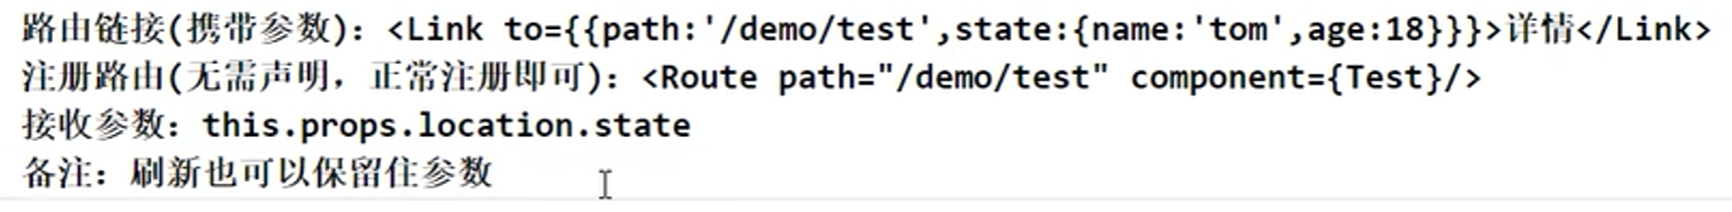 路由链接(携带参数)：<Link to={{path:'/demo/test',state:{name:'tom',age:18}}}>详情</Link>
注册路由(无需声明，正常注册即可)：<Route path="/demo/test" component={Test}/>
接收参数：this.props.location.state
备注：刷新也可以保留住参数